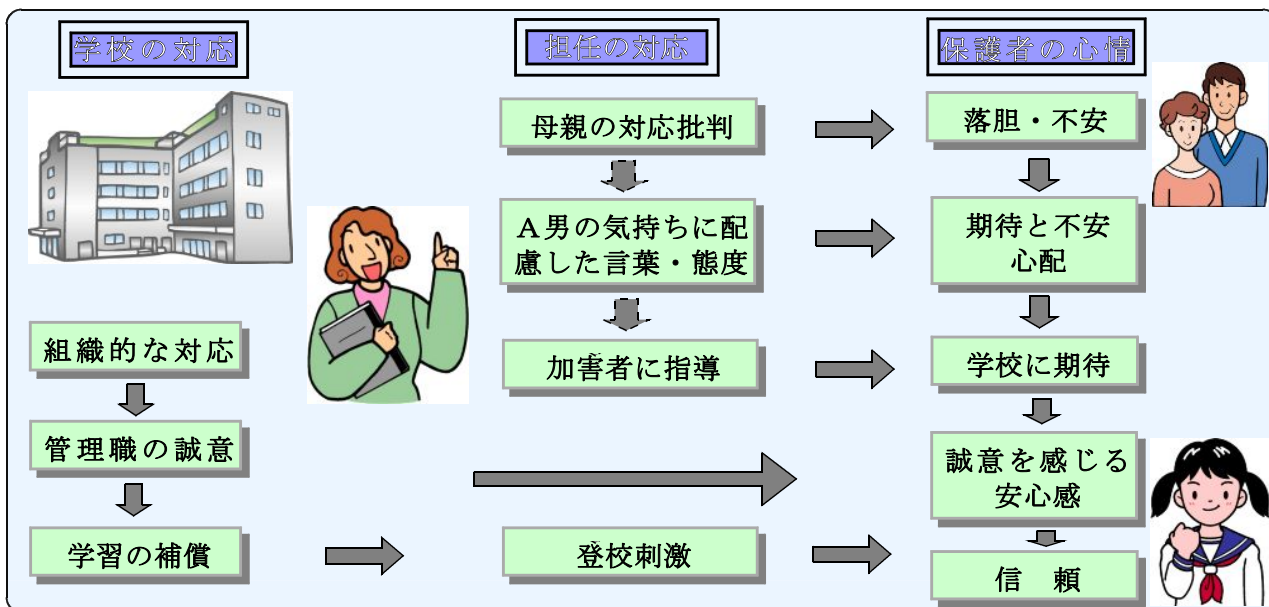 学校の対応
担任の対応
保護者の心情
母親の対応批判
落胆・不安
A男の気持ちに配
慮した言葉・態度
期待と不安
心配
組織的な対応
加害者に指導
学校に期待
管理職の誠意
誠意を感じる
安心感
学習の補償
登校刺激
信　頼